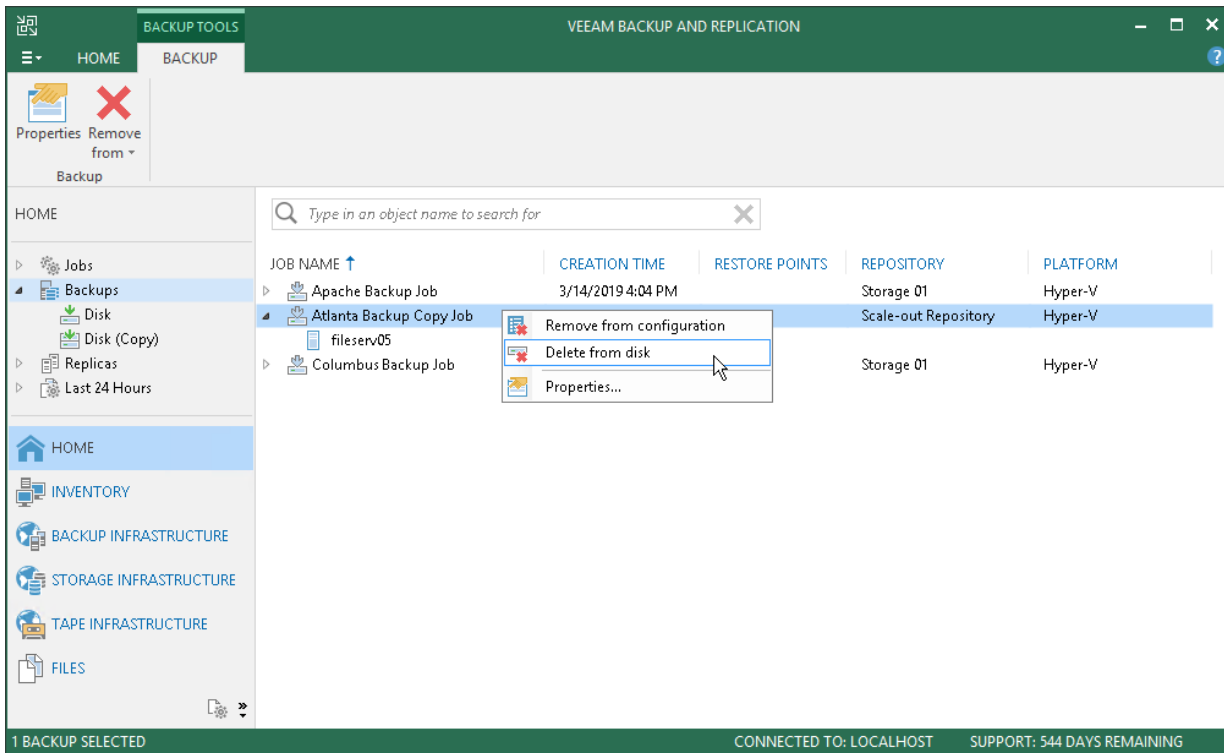 BACKUP TOOLS
VEEAM BACKUP AND REPLICATION
HOME
BACKUP
?
Properties
Remove
from
Backup
HOME
Type in an object name to search for
Jobs
Backups
Disk
Disk (Copy)
Replicas
Last 24 Hours
JOB NAME CREATION TIME RESTORE POINTS REPOSITORY PLATFORM
Apache Backup Job 3/14/2019 4:04 PM Storage 01 Hyper-V
Atlanta Backup Copy Job Scale-out Repository Hyper-V
fileserv05
Columbus Backup Job Storage 01 Hyper-V
Remove from configuration
Delete from disk
Properties...
HOME
INVENTORY
BACKUP INFRASTRUCTURE
STORAGE INFRASTRUCTURE
TAPE INFRASTRUCTURE
FILES
1 BACKUP SELECTED
CONNECTED TO: LOCALHOST
SUPPORT: 544 DAYS REMAINING